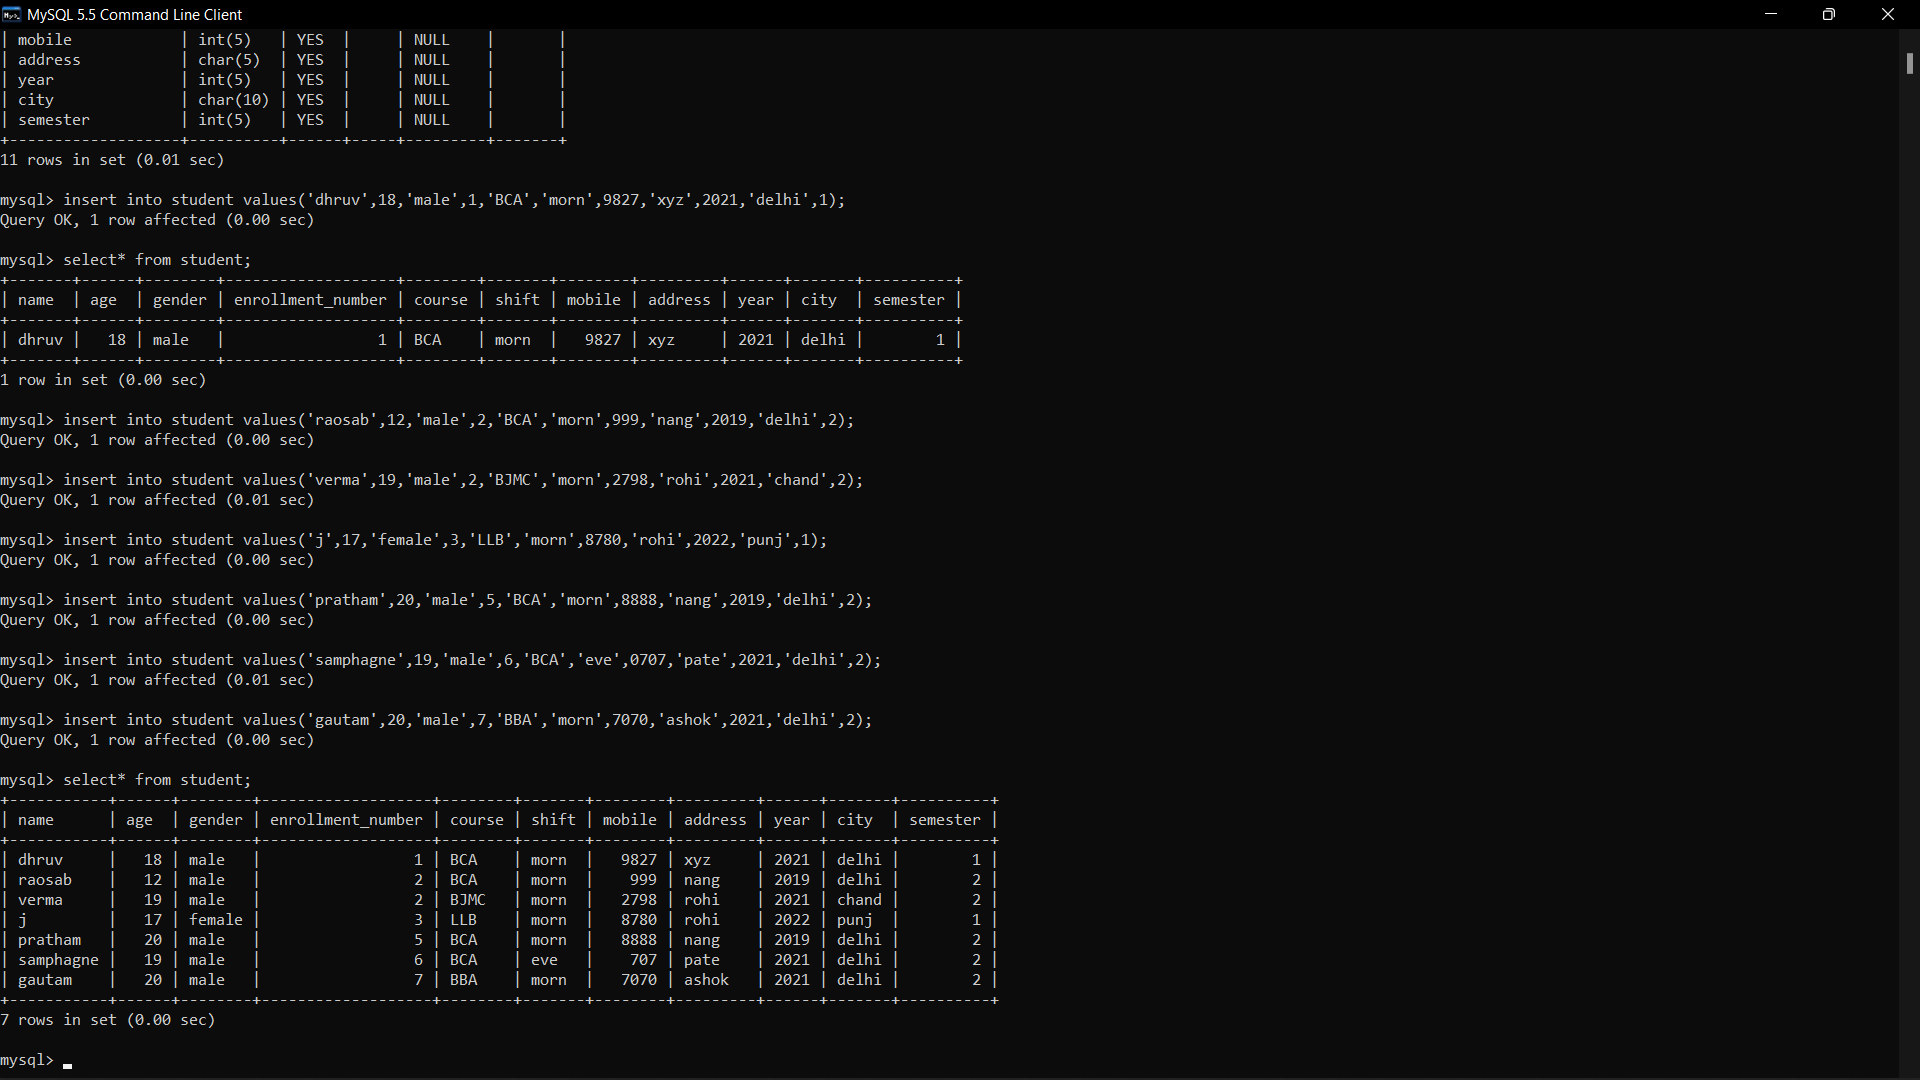 MySQL 5.5 Command Line Client
| mobile            | int(5)   | YES  |     | NULL    |       |
| address           | char(5)  | YES  |     | NULL    |       |
| year              | int(5)   | YES  |     | NULL    |       |
| city              | char(10) | YES  |     | NULL    |       |
| semester          | int(5)   | YES  |     | NULL    |       |
+-------------------+----------+------+-----+---------+-------+
11 rows in set (0.01 sec)
mysql> insert into student values('dhruv',18,'male',1,'BCA','morn',9827,'xyz',2021,'delhi',1);
Query OK, 1 row affected (0.00 sec)
mysql> select* from student;
+-------+------+--------+-------------------+--------+-------+--------+---------+------+-------+----------+
| name  | age  | gender | enrollment_number | course | shift | mobile | address | year | city  | semester |
+-------+------+--------+-------------------+--------+-------+--------+---------+------+-------+----------+
| dhruv |   18 | male   |                 1 | BCA    | morn  |   9827 | xyz     | 2021 | delhi |        1 |
+-------+------+--------+-------------------+--------+-------+--------+---------+------+-------+----------+
1 row in set (0.00 sec)
mysql> insert into student values('raosab',12,'male',2,'BCA','morn',999,'nang',2019,'delhi',2);
Query OK, 1 row affected (0.00 sec)
mysql> insert into student values('verma',19,'male',2,'BJMC','morn',2798,'rohi',2021,'chand',2);
Query OK, 1 row affected (0.01 sec)
mysql> insert into student values('j',17,'female',3,'LLB','morn',8780,'rohi',2022,'punj',1);
Query OK, 1 row affected (0.00 sec)
mysql> insert into student values('pratham',20,'male',5,'BCA','morn',8888,'nang',2019,'delhi',2);
Query OK, 1 row affected (0.00 sec)
mysql> insert into student values('samphagne',19,'male',6,'BCA','eve',0707,'pate',2021,'delhi',2);
Query OK, 1 row affected (0.01 sec)
mysql> insert into student values('gautam',20,'male',7,'BBA','morn',7070,'ashok',2021,'delhi',2);
Query OK, 1 row affected (0.00 sec)
mysql> select* from student;
+-----------+------+--------+-------------------+--------+-------+--------+---------+------+-------+----------+
| name      | age  | gender | enrollment_number | course | shift | mobile | address | year | city  | semester |
+-----------+------+--------+-------------------+--------+-------+--------+---------+------+-------+----------+
| dhruv     |   18 | male   |                 1 | BCA    | morn  |   9827 | xyz     | 2021 | delhi |        1 |
| raosab    |   12 | male   |                 2 | BCA    | morn  |    999 | nang    | 2019 | delhi |        2 |
| verma     |   19 | male   |                 2 | BJMC   | morn  |   2798 | rohi    | 2021 | chand |        2 |
| j         |   17 | female |                 3 | LLB    | morn  |   8780 | rohi    | 2022 | punj  |        1 |
| pratham   |   20 | male   |                 5 | BCA    | morn  |   8888 | nang    | 2019 | delhi |        2 |
| samphagne |   19 | male   |                 6 | BCA    | eve   |    707 | pate    | 2021 | delhi |        2 |
| gautam    |   20 | male   |                 7 | BBA    | morn  |   7070 | ashok   | 2021 | delhi |        2 |
+-----------+------+--------+-------------------+--------+-------+--------+---------+------+-------+----------+
7 rows in set (0.00 sec)
mysql>